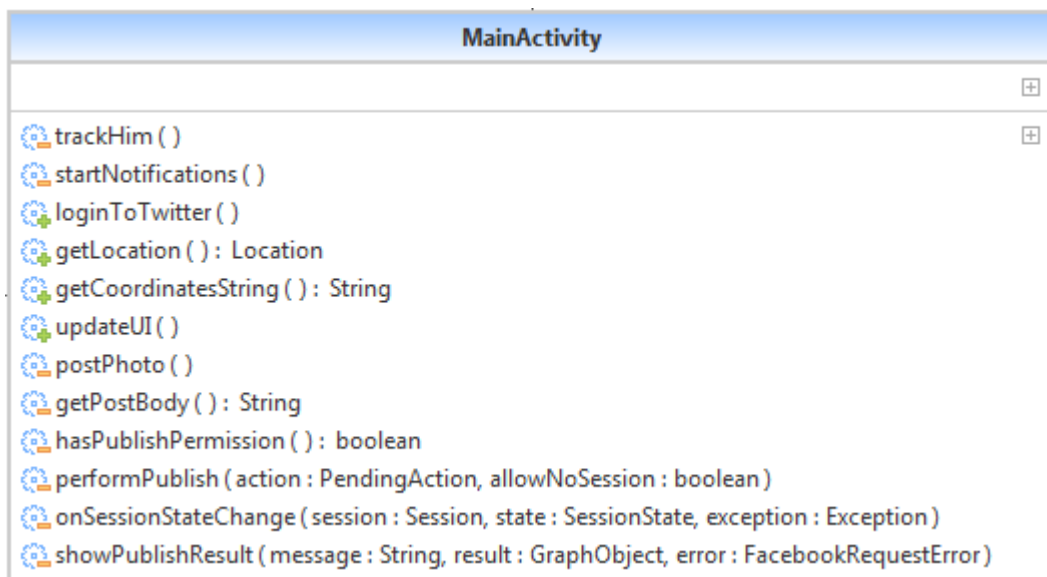 MainActivity
trackHim ( )
startNotifications ( )
loginToTwitter ( )
getLocation ( ) : Location
getCoordinatesString ( ) : String
updateUI ( )
postPhoto ( )
getPostBody ( ) : String
hasPublishPermission ( ) : boolean
performPublish ( action : PendingAction, allowNoSession : boolean )
onSessionStateChange ( session : Session, state : SessionState, exception : Exception )
showPublishResult ( message : String, result : GraphObject, error : FacebookRequestError )